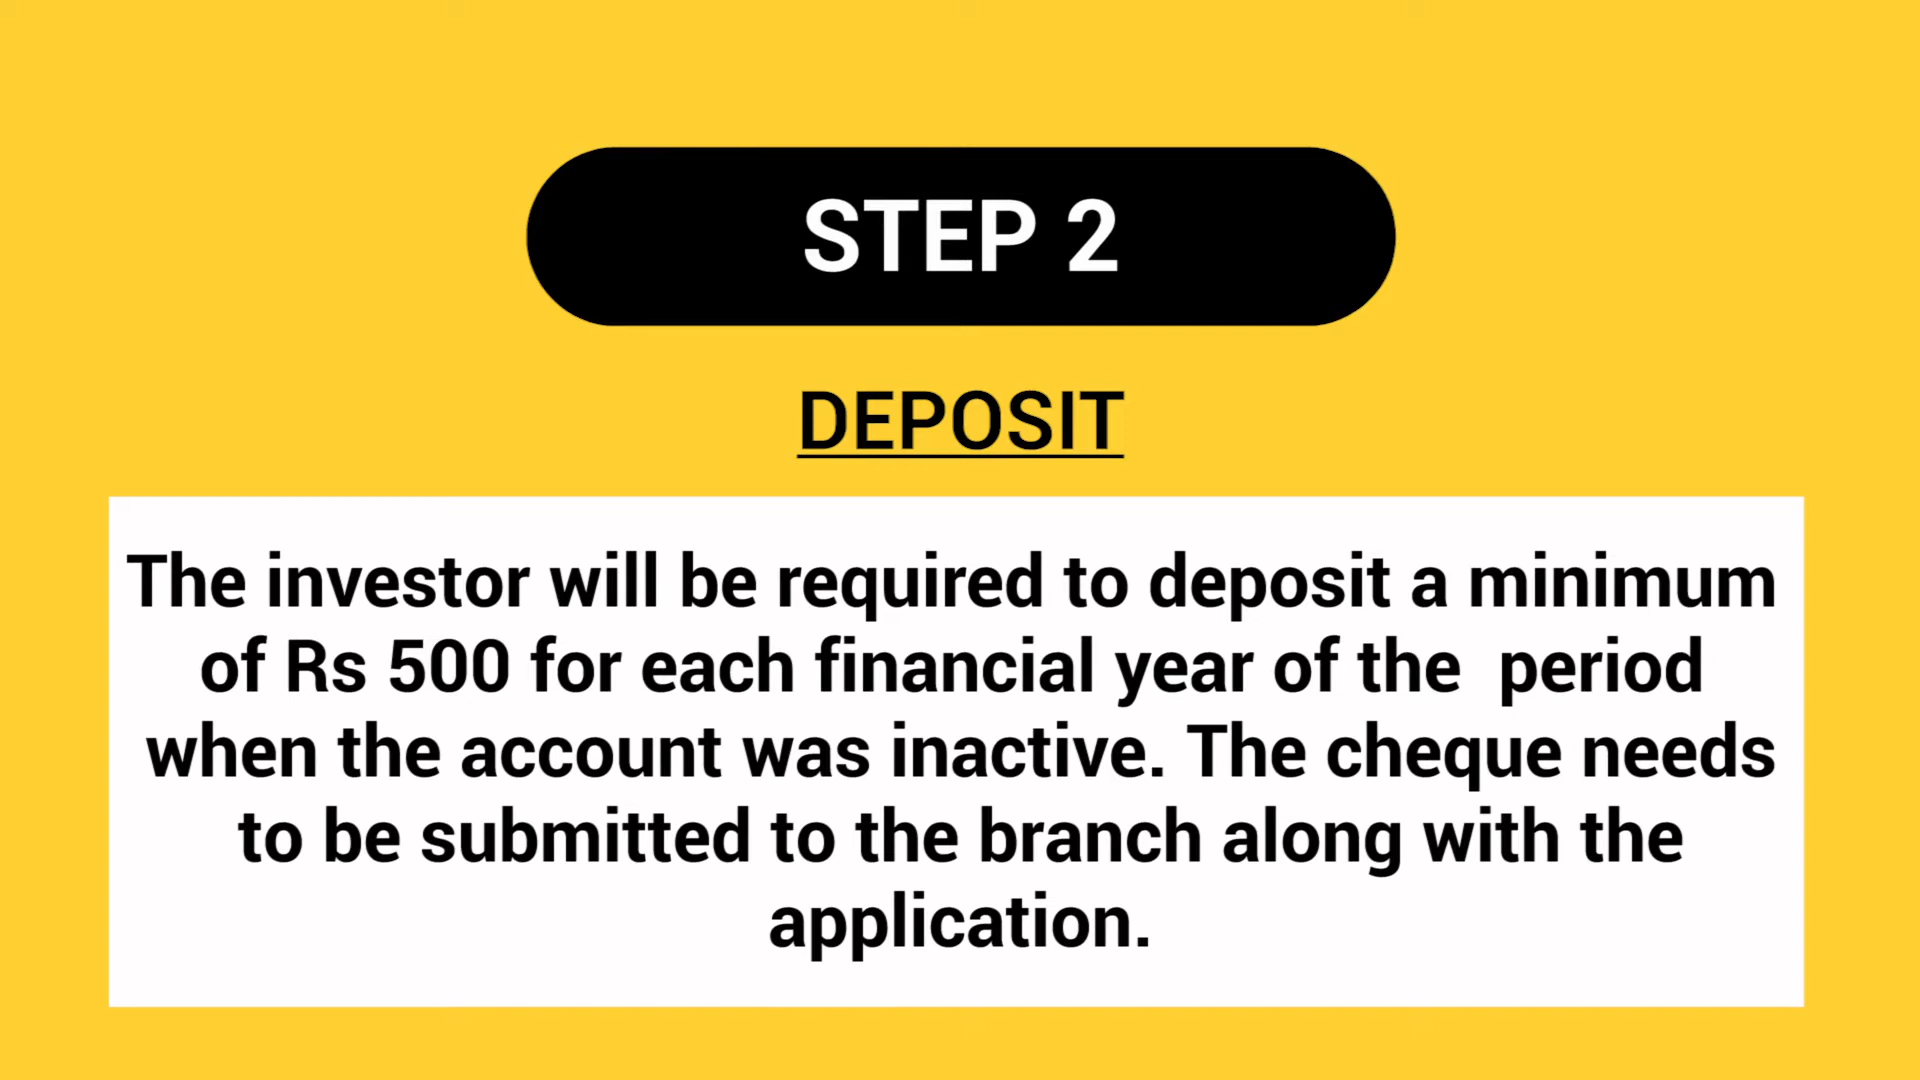 STEP 2
DEPOSIT
The investor will be required to deposit a minimum
of Rs 500 for each financial year of the  period
when the account was inactive. The cheque needs
to be submitted to the branch along with the
application.